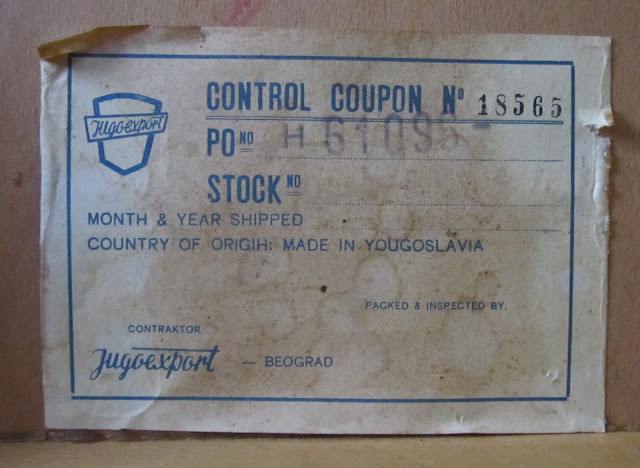 Jugoexport
CONTROL COUPON No 18565
PO NO H 61095-
STOCK NO
MONTH & YEAR SHIPPED
COUNTRY OF ORIGIH: MADE IN YOUGOSLAVIA
PACKED & INSPECTED BY.
CONTRAKTOR
Jugoexport — BEOGRAD